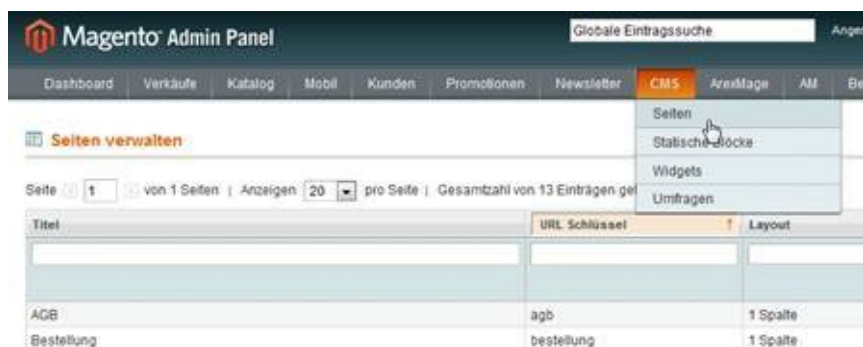 Magento Admin Panel
Globale Eintragssuche
Dashboard Verkäufe Katalog Mobil Kunden Promotionen Newsletter CMS ArexMage AM
Seiten
Statische Blöcke
Widgets
Umfragen
Seiten verwalten
Seite 1 von 1 Seiten | Anzeigen 20 pro Seite | Gesamtzahl von 13 Einträgen
Titel URL Schlüssel Layout
AGB agb 1 Spalte
Bestellung bestellung 1 Spalte